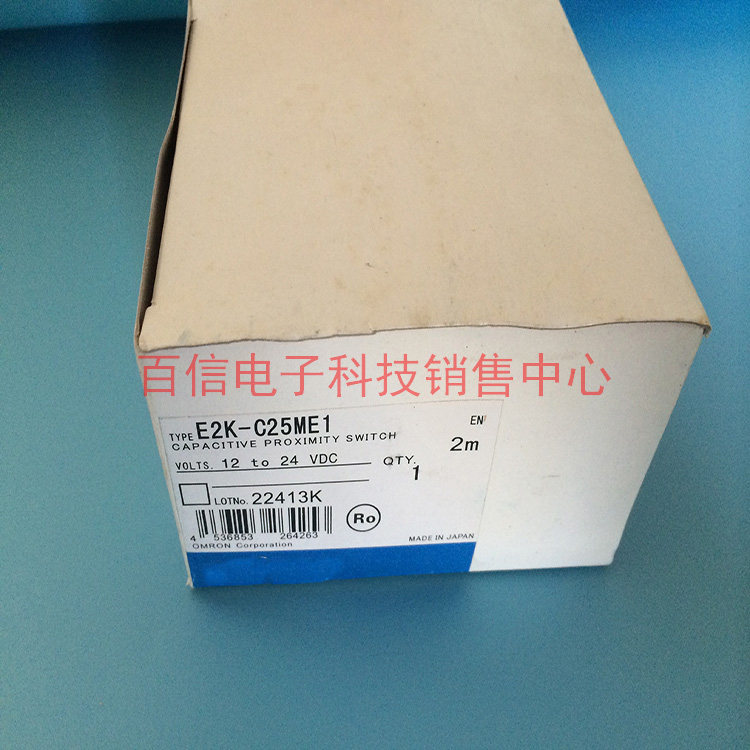 百信电子科技销售中心
TYPE E2K-C25ME1 EN
CAPACITIVE PROXIMITY SWITCH 2m
VOLTS. 12 to 24 VDC QTY. 1
LOTNo. 22413K
4 536853 264263 Ro
OMRON Corporation MADE IN JAPAN